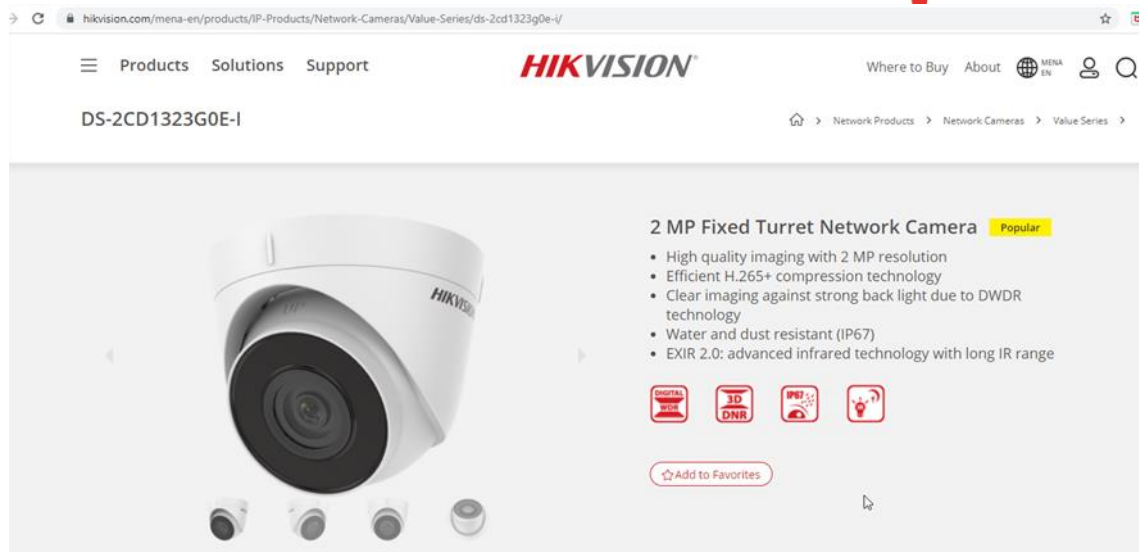 hikvision.com/mena-en/products/IP-Products/Network-Cameras/Value-Series/ds-2cd1323g0e-i/
Products Solutions Support
HIKVISION®
Where to Buy About
MENA
EN
DS-2CD1323G0E-I
> Network Products > Network Cameras > Value Series >
2 MP Fixed Turret Network Camera
Popular
• High quality imaging with 2 MP resolution
• Efficient H.265+ compression technology
• Clear imaging against strong back light due to DWDR
technology
• Water and dust resistant (IP67)
• EXIR 2.0: advanced infrared technology with long IR range
HIKVISION
UP
DIGITAL
WDR
3D
DNR
IP67
Add to Favorites